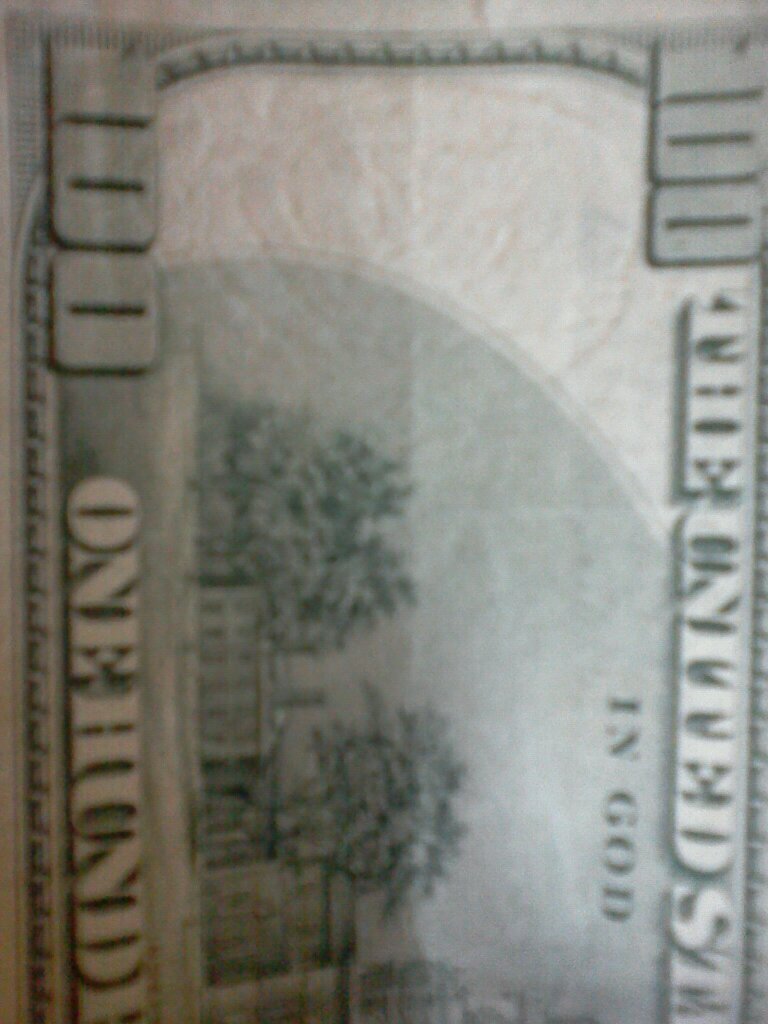 100
100
THE UNITED S
IN GOD
ONE HUND